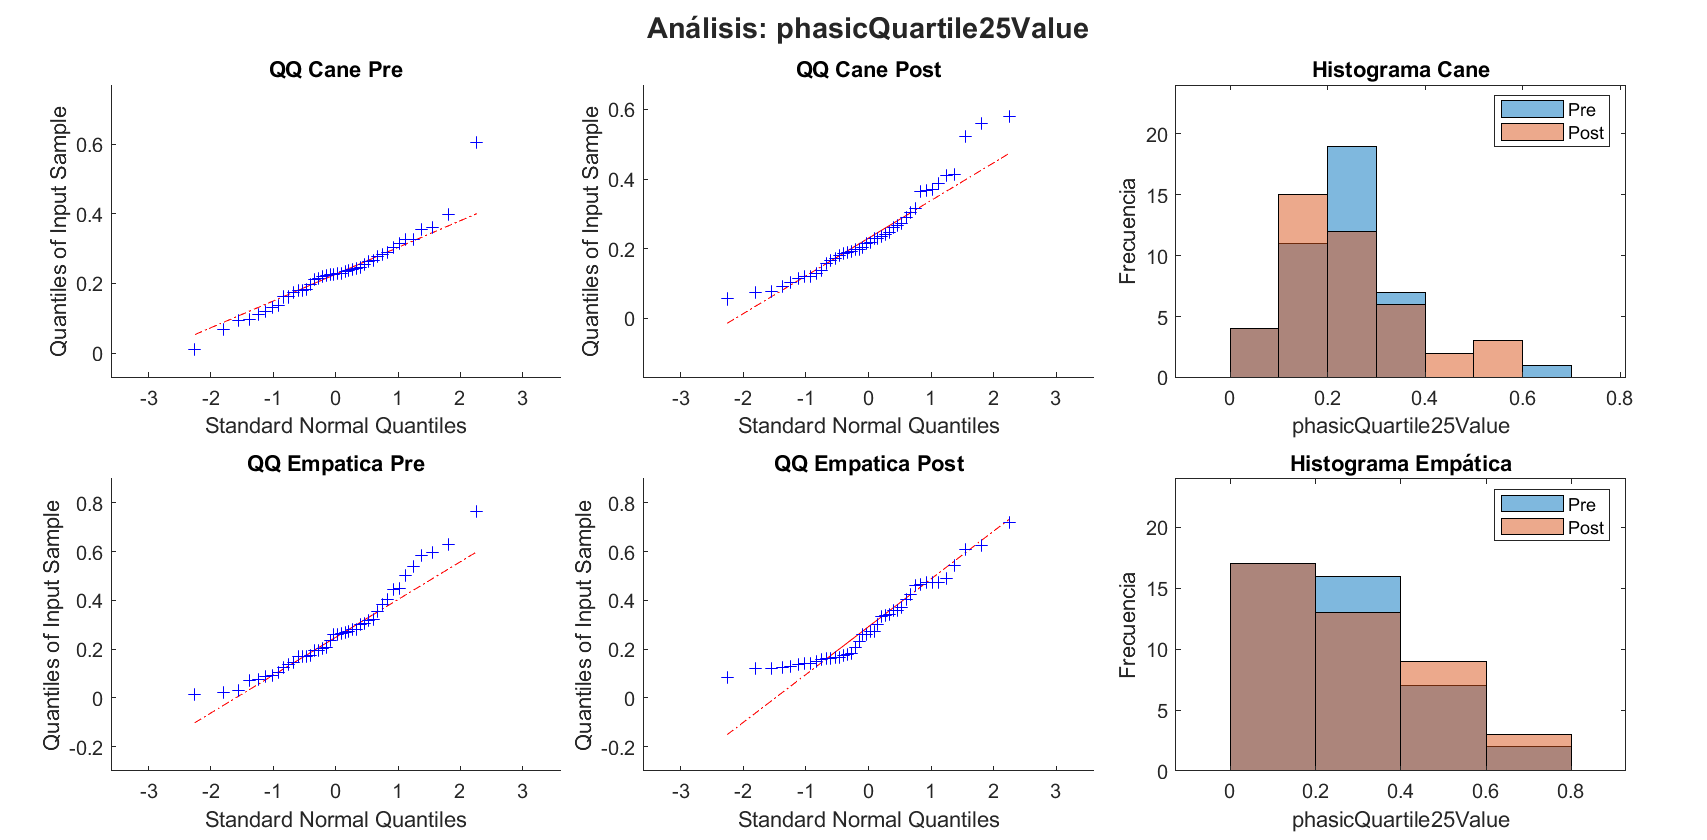 Análisis: phasicQuartile25Value
QQ Cane Pre
Quantiles of Input Sample
0.6
0.4
0.2
0
-3 -2 -1 0 1 2 3
Standard Normal Quantiles
QQ Cane Post
Quantiles of Input Sample
0.6
0.4
0.2
0
-3 -2 -1 0 1 2 3
Standard Normal Quantiles
Histograma Cane
Pre
Post
Frecuencia
20
15
10
5
0
0 0.2 0.4 0.6 0.8
phasicQuartile25Value
QQ Empatica Pre
Quantiles of Input Sample
0.8
0.6
0.4
0.2
0
-0.2
-3 -2 -1 0 1 2 3
Standard Normal Quantiles
QQ Empatica Post
Quantiles of Input Sample
0.8
0.6
0.4
0.2
0
-0.2
-3 -2 -1 0 1 2 3
Standard Normal Quantiles
Histograma Empática
Pre
Post
Frecuencia
20
15
10
5
0
0 0.2 0.4 0.6 0.8
phasicQuartile25Value